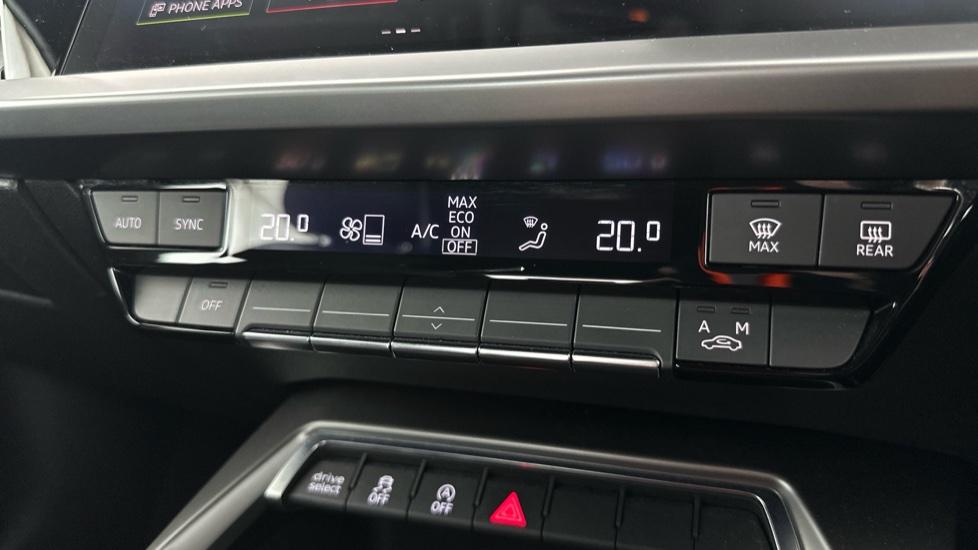 PHONE APPS
AUTO
SYNC
20.0
A/C
MAX
ECO
ON
OFF
20.0
MAX
REAR
OFF
A M
drive
select
OFF
A
OFF